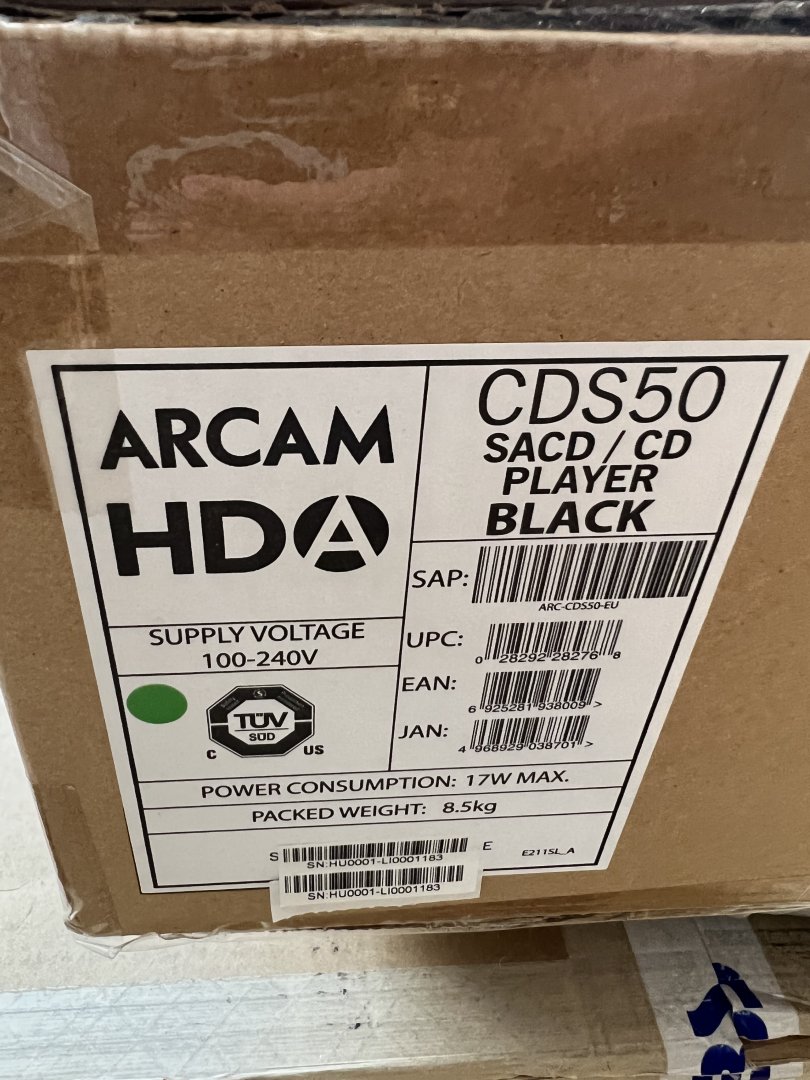 ARCAM
HDA
CDS50
SACD / CD
PLAYER
BLACK
SAP:
ARC-CDS50-EU
SUPPLY VOLTAGE
100-240V
UPC:
0 28292 28276 8
EAN:
6 925281 938009 >
JAN:
4 968929 038701 >
TÜV
SÜD
C US
POWER CONSUMPTION: 17W MAX.
PACKED WEIGHT: 8.5kg
S
E
E211SL_A
SN:HU0001-LI0001183
SN:HU0001-LI0001183